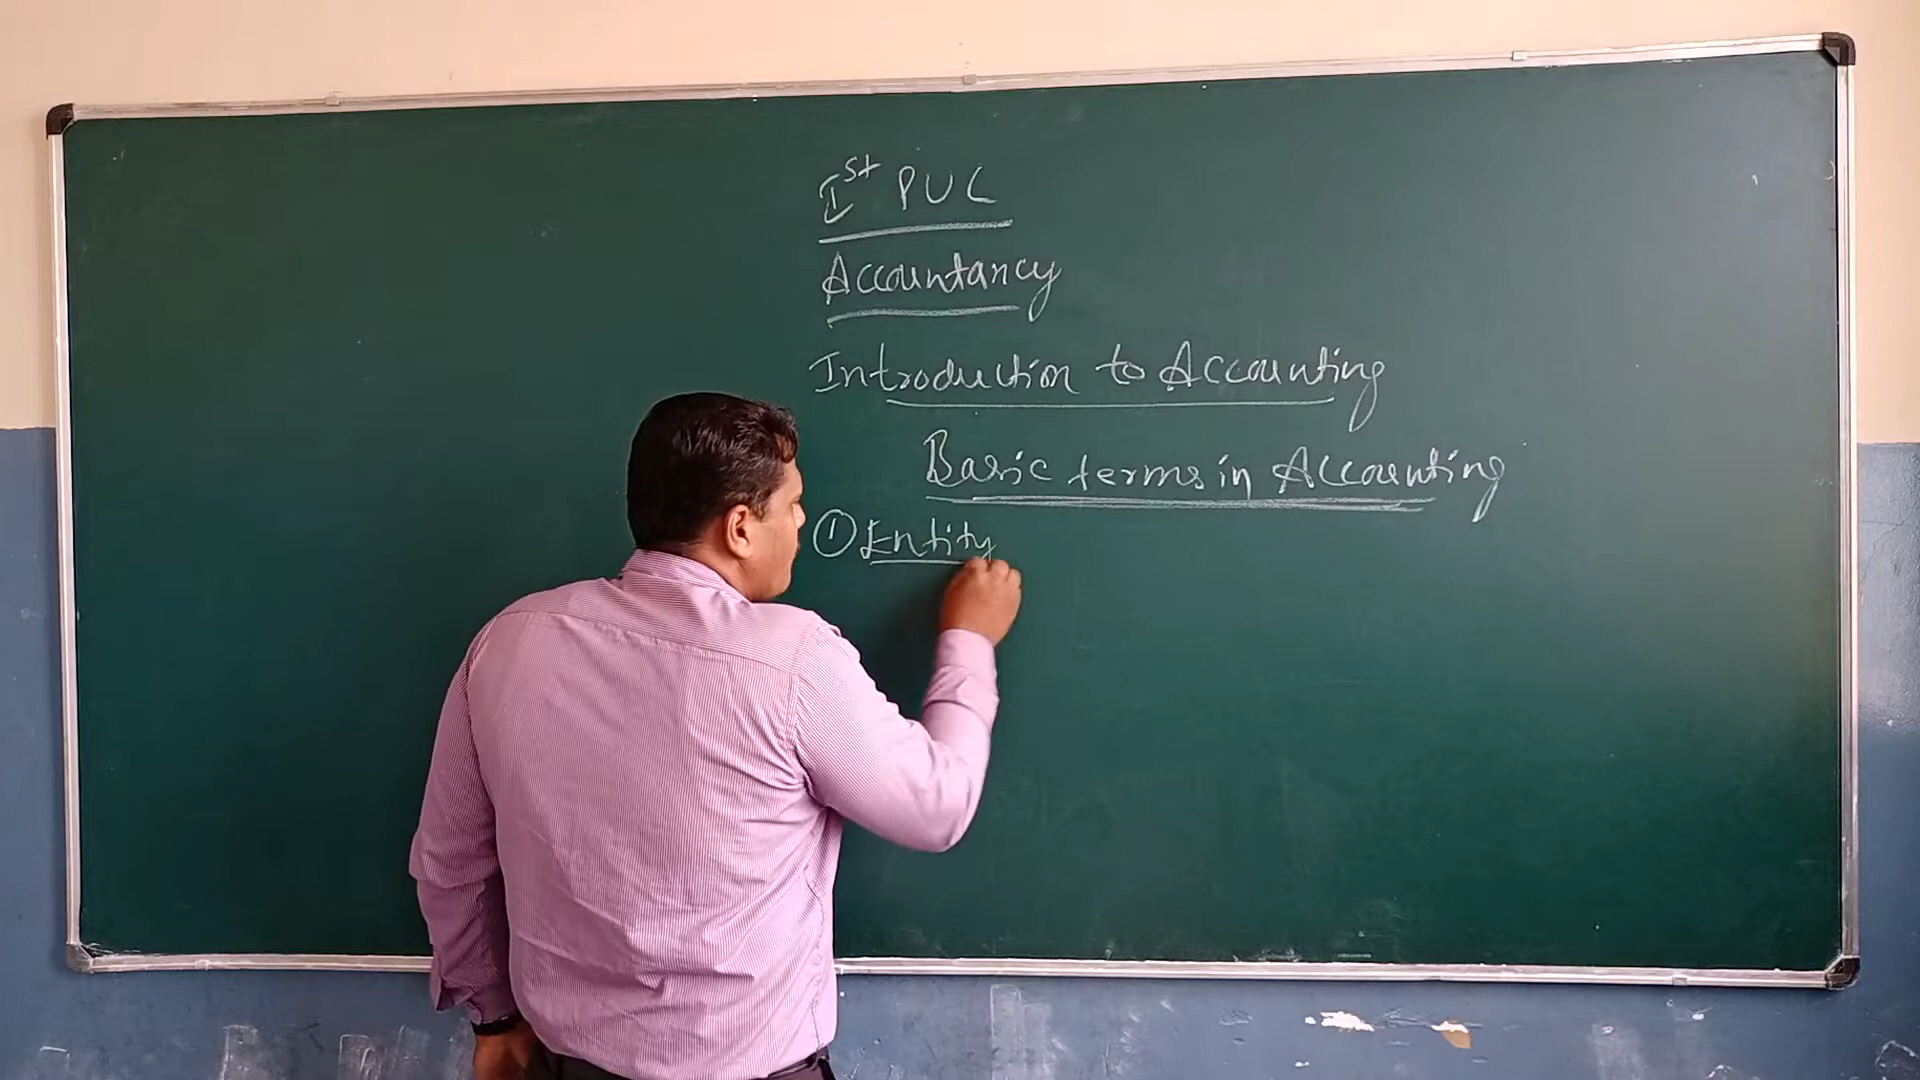 Ist PUC
Accountancy
Introduction to Accounting
Basic terms in Accounting
① Entity